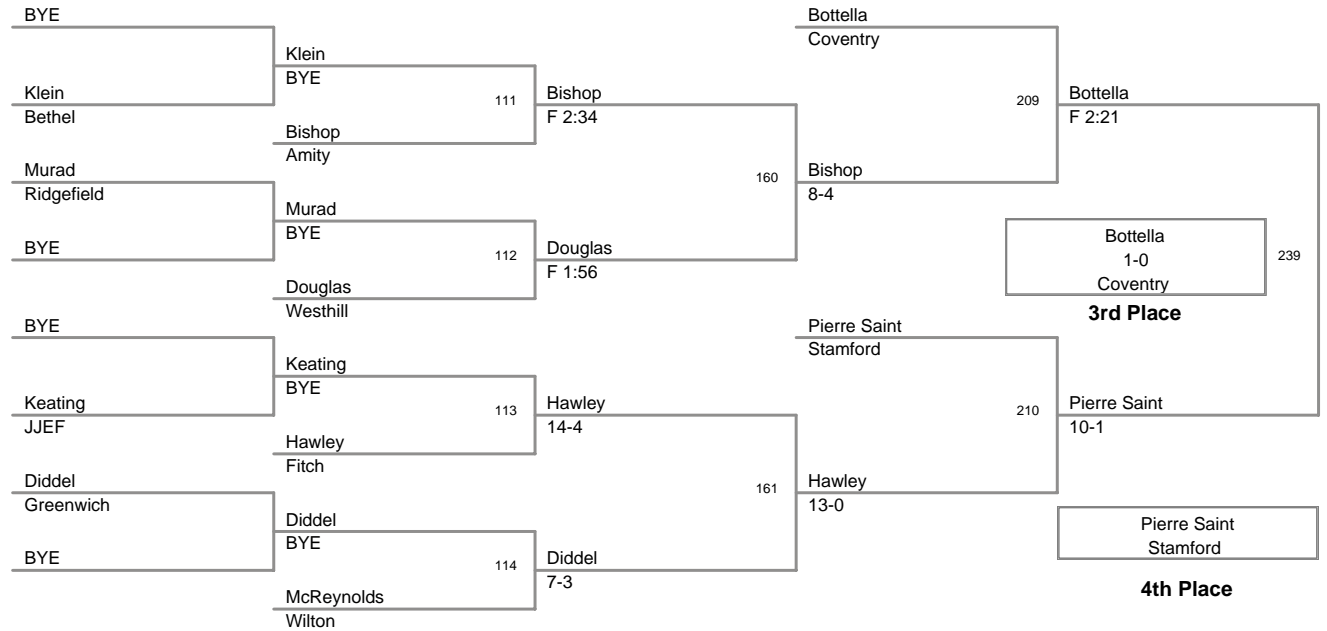 BYE
Klein
BYE
Klein
Bethel
111
Bishop
F 2:34
Bishop
Amity
Murad
Ridgefield
Murad
BYE
BYE
112
Douglas
F 1:56
Douglas
Westhill
160
Bishop
8-4
Bottella
Coventry
209
Bottella
F 2:21
Bottella
1-0
Coventry
239
3rd Place
BYE
Keating
BYE
Keating
JJEF
113
Hawley
14-4
Hawley
Fitch
Diddel
Greenwich
Diddel
BYE
BYE
114
Diddel
7-3
McReynolds
Wilton
161
Hawley
13-0
Pierre Saint
Stamford
210
Pierre Saint
10-1
Pierre Saint
Stamford
4th Place